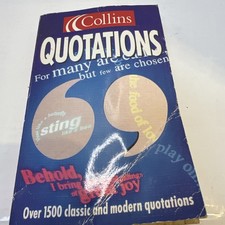 Collins
QUOTATIONS
For many are
but few are chosen
sting
the food of
play on
Behold,
I bring
joy
Over 1500 classic and modern quotations